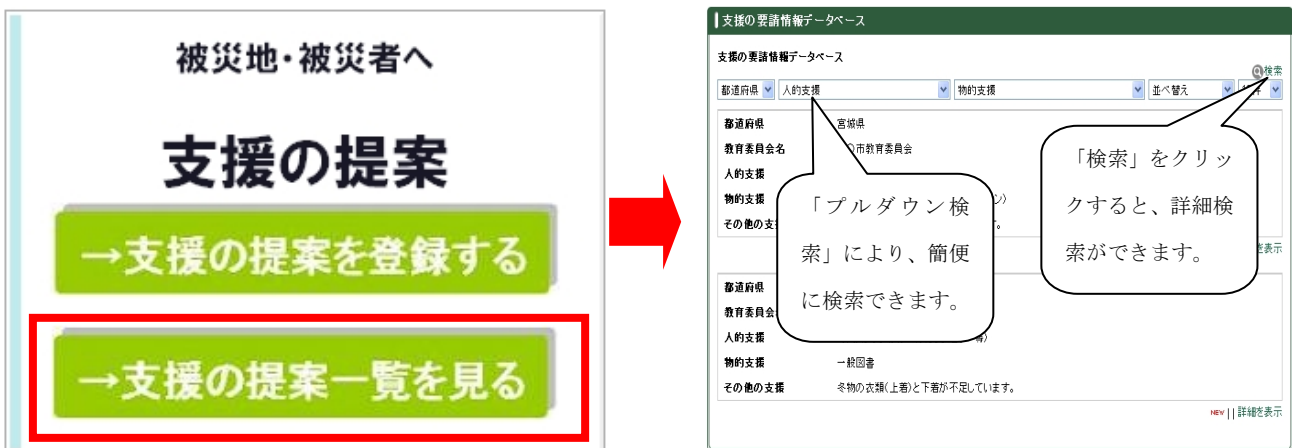 被災地・被災者へ
支援の提案
→支援の提案を登録する
→支援の提案一覧を見る
支援の要請情報データベース
支援の要請情報データベース
検索
都道府県 人的支援 物的支援 並べ替え
都道府県 宮城県
教育委員会名 市教育委員会
人的支援
物的支援
その他の支
を表示
「プルダウン検
索」により、簡便
に検索できます。
「検索」をクリッ
クすると、詳細検
索ができます。
都道府県
教育委員会
人的支援
物的支援 一般図書
その他の支援 冬物の衣類(上着)と下着が不足しています。
NEW || 詳細を表示